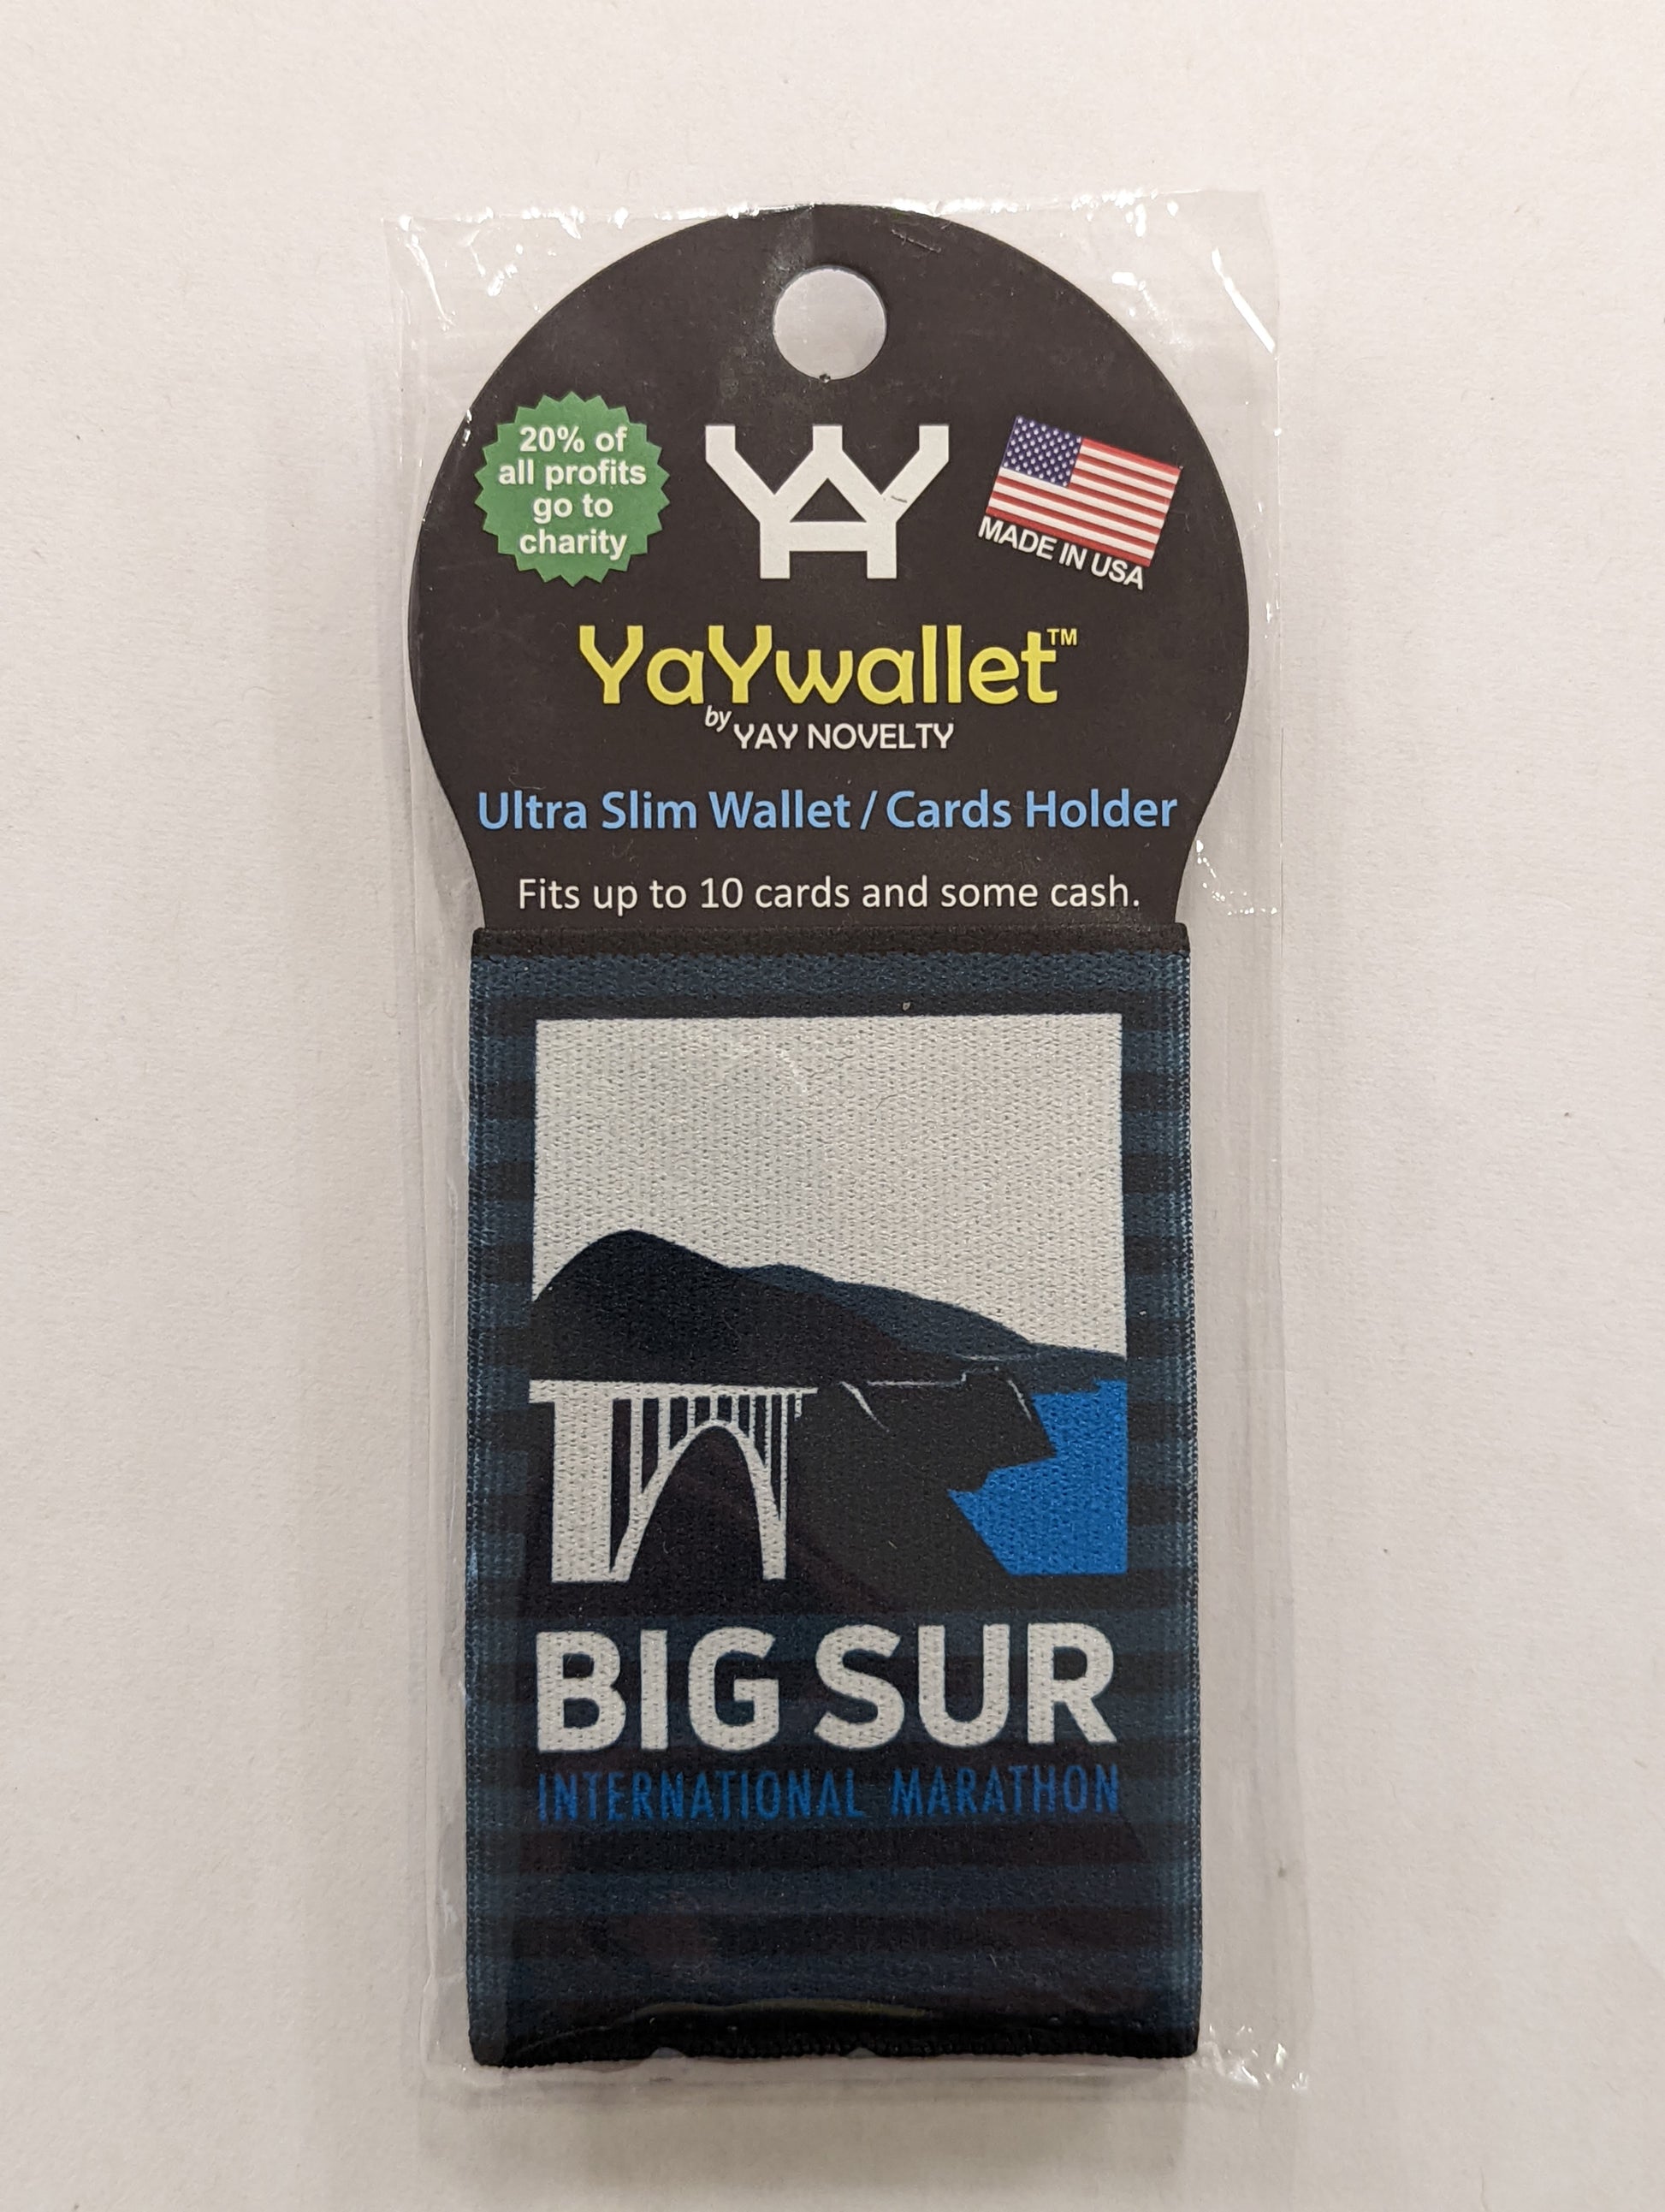 20% of
all profits
go to
charity
YAY
MADE IN USA
YaYwallet™
by YAY NOVELTY
Ultra Slim Wallet / Cards Holder
Fits up to 10 cards and some cash.
BIG SUR
INTERNATIONAL MARATHON